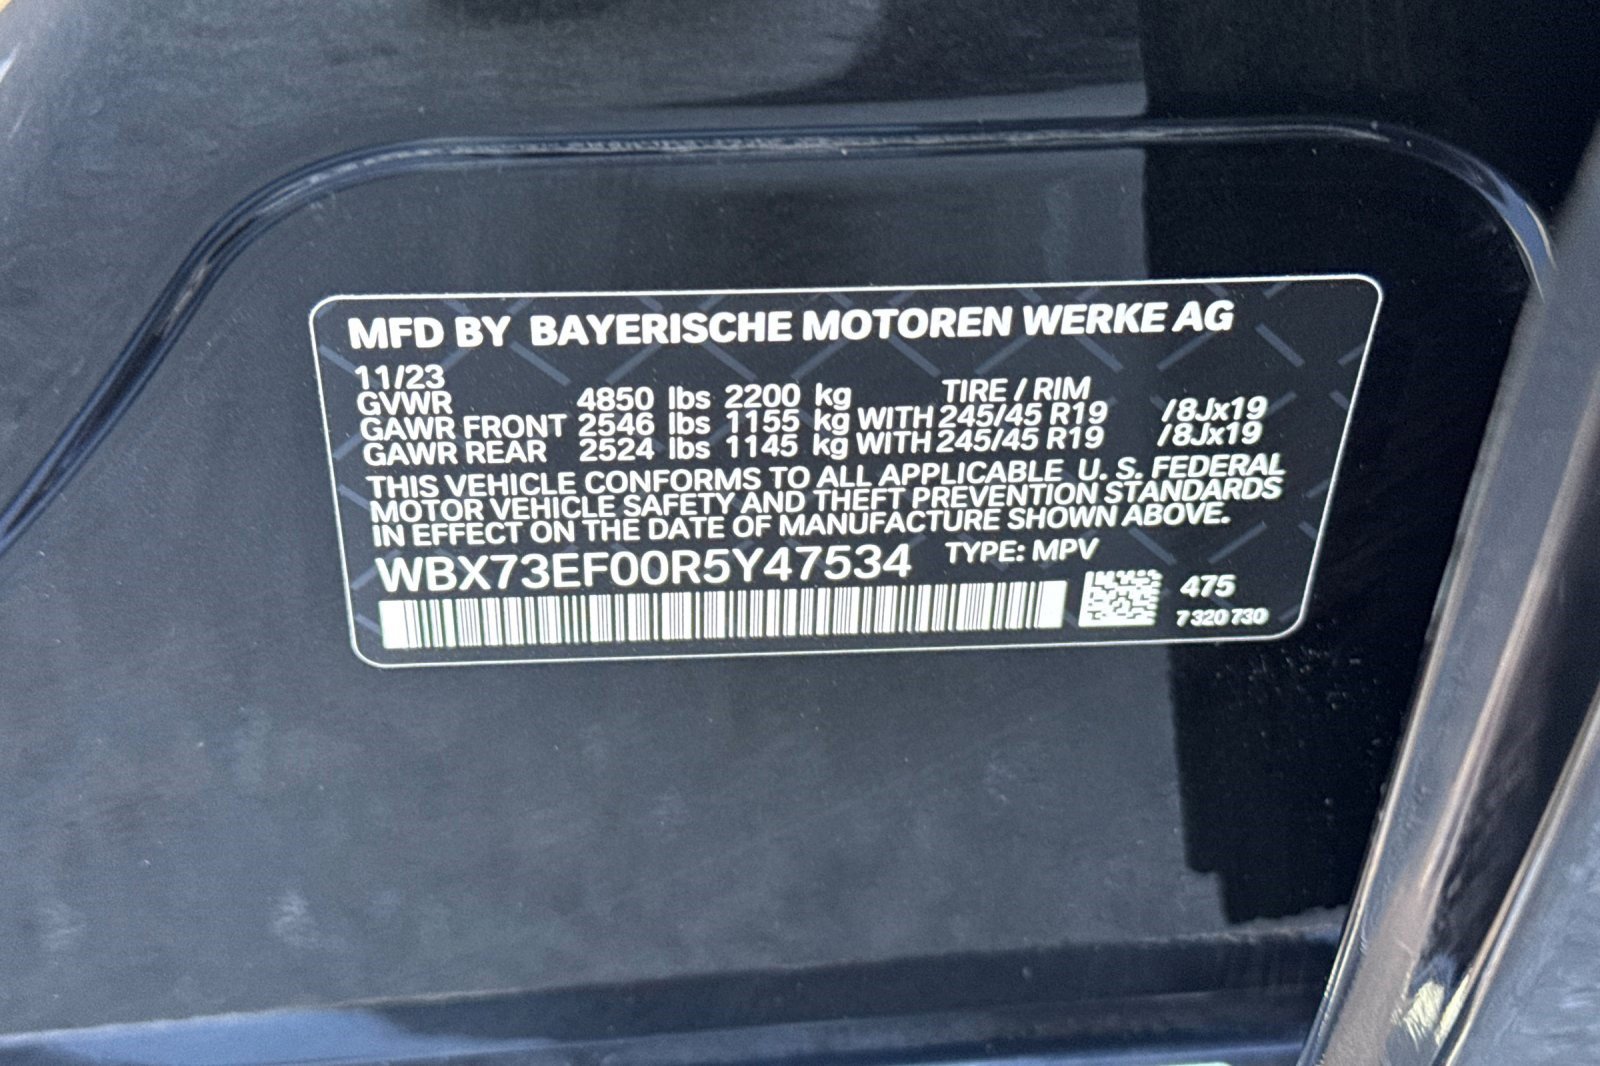 MFD BY BAYERISCHE MOTOREN WERKE AG
11/23 TIRE / RIM
GVWR 4850 lbs 2200 kg
GAWR FRONT 2546 lbs 1155 kg WITH 245/45 R19 /8Jx19
GAWR REAR 2524 lbs 1145 kg WITH 245/45 R19 /8Jx19
THIS VEHICLE CONFORMS TO ALL APPLICABLE U. S. FEDERAL
MOTOR VEHICLE SAFETY AND THEFT PREVENTION STANDARDS
IN EFFECT ON THE DATE OF MANUFACTURE SHOWN ABOVE.
WBX73EF00R5Y47534 TYPE: MPV
475
7 320 730